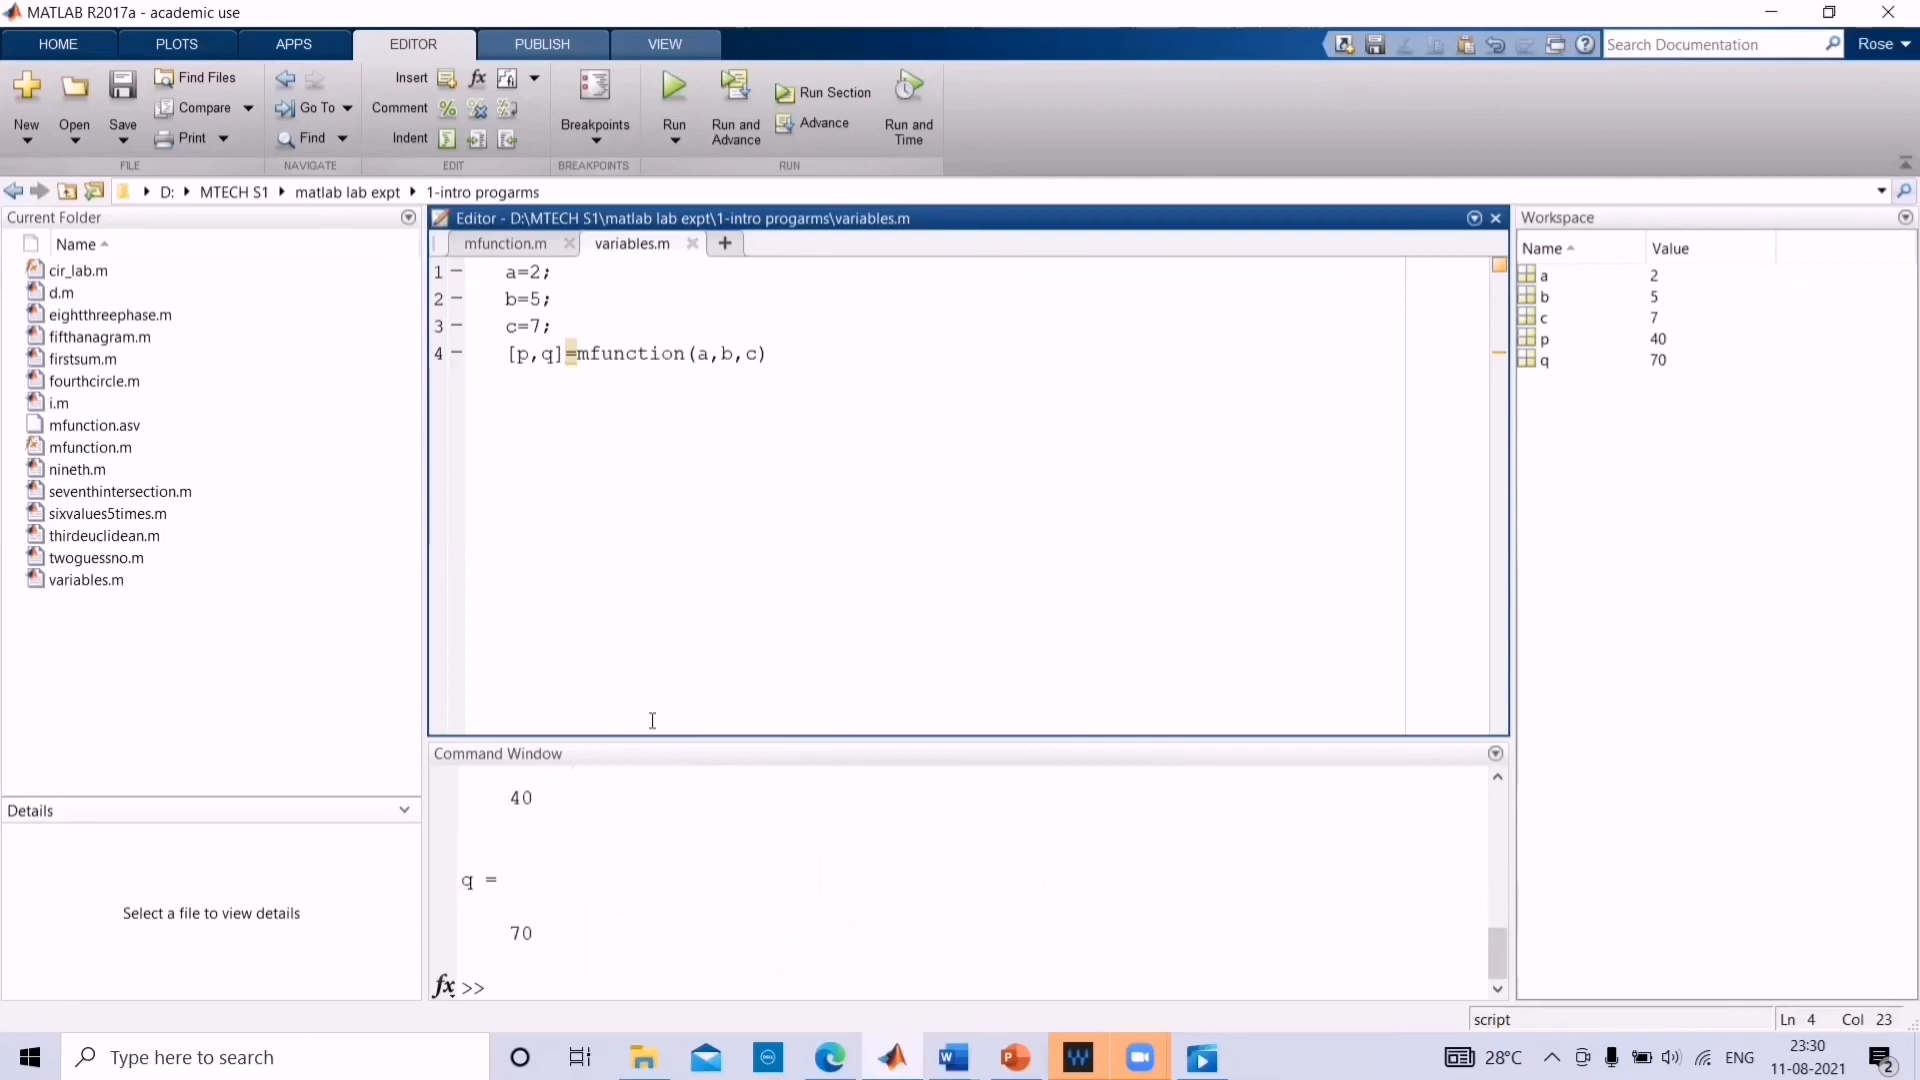 MATLAB R2017a - academic use
HOME PLOTS APPS EDITOR PUBLISH VIEW
Search Documentation
Rose
New
Open
Save
Find Files
Compare
Print
FILE
Go To
Find
NAVIGATE
Insert fx
Comment
Indent
EDIT
Breakpoints
BREAKPOINTS
Run
Run and Advance
Run Section
Advance
Run and Time
RUN
D: MTECH S1 matlab lab expt 1-intro progarms
Current Folder
Name
cir_lab.m
d.m
eightthreephase.m
fifthanagram.m
firstsum.m
fourthcircle.m
i.m
mfunction.asv
mfunction.m
nineth.m
seventhintersection.m
sixvalues5times.m
thirdeuclidean.m
twoguessno.m
variables.m
Details
Select a file to view details
Editor - D:\MTECH S1\matlab lab expt\1-intro progarms\variables.m
mfunction.m variables.m
1 a=2;
2 b=5;
3 c=7;
4 [p,q]=mfunction(a,b,c)
Command Window
40
q =
70
fx >>
Workspace
Name Value
a 2
b 5
c 7
p 40
q 70
script Ln 4 Col 23
Type here to search
28°C
ENG
23:30
11-08-2021
2